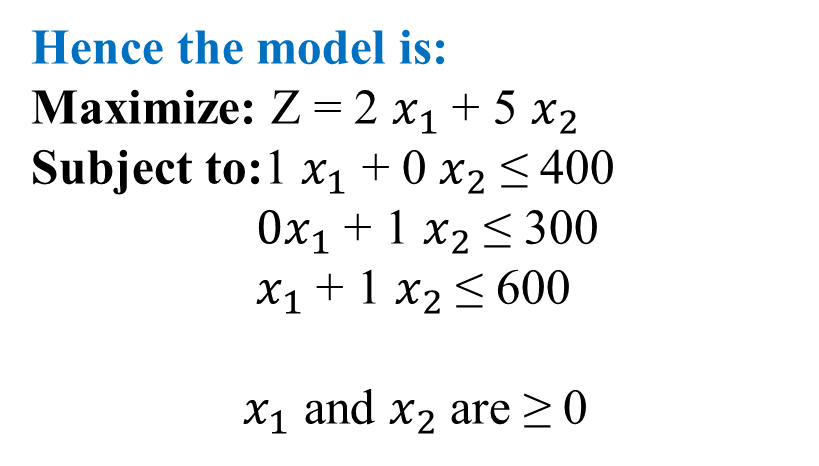 Hence the model is:
Maximize: Z = 2 x₁ + 5 x₂
Subject to:1 x₁ + 0 x₂ ≤ 400
0x₁ + 1 x₂ ≤ 300
x₁ + 1 x₂ ≤ 600
x₁ and x₂ are ≥ 0